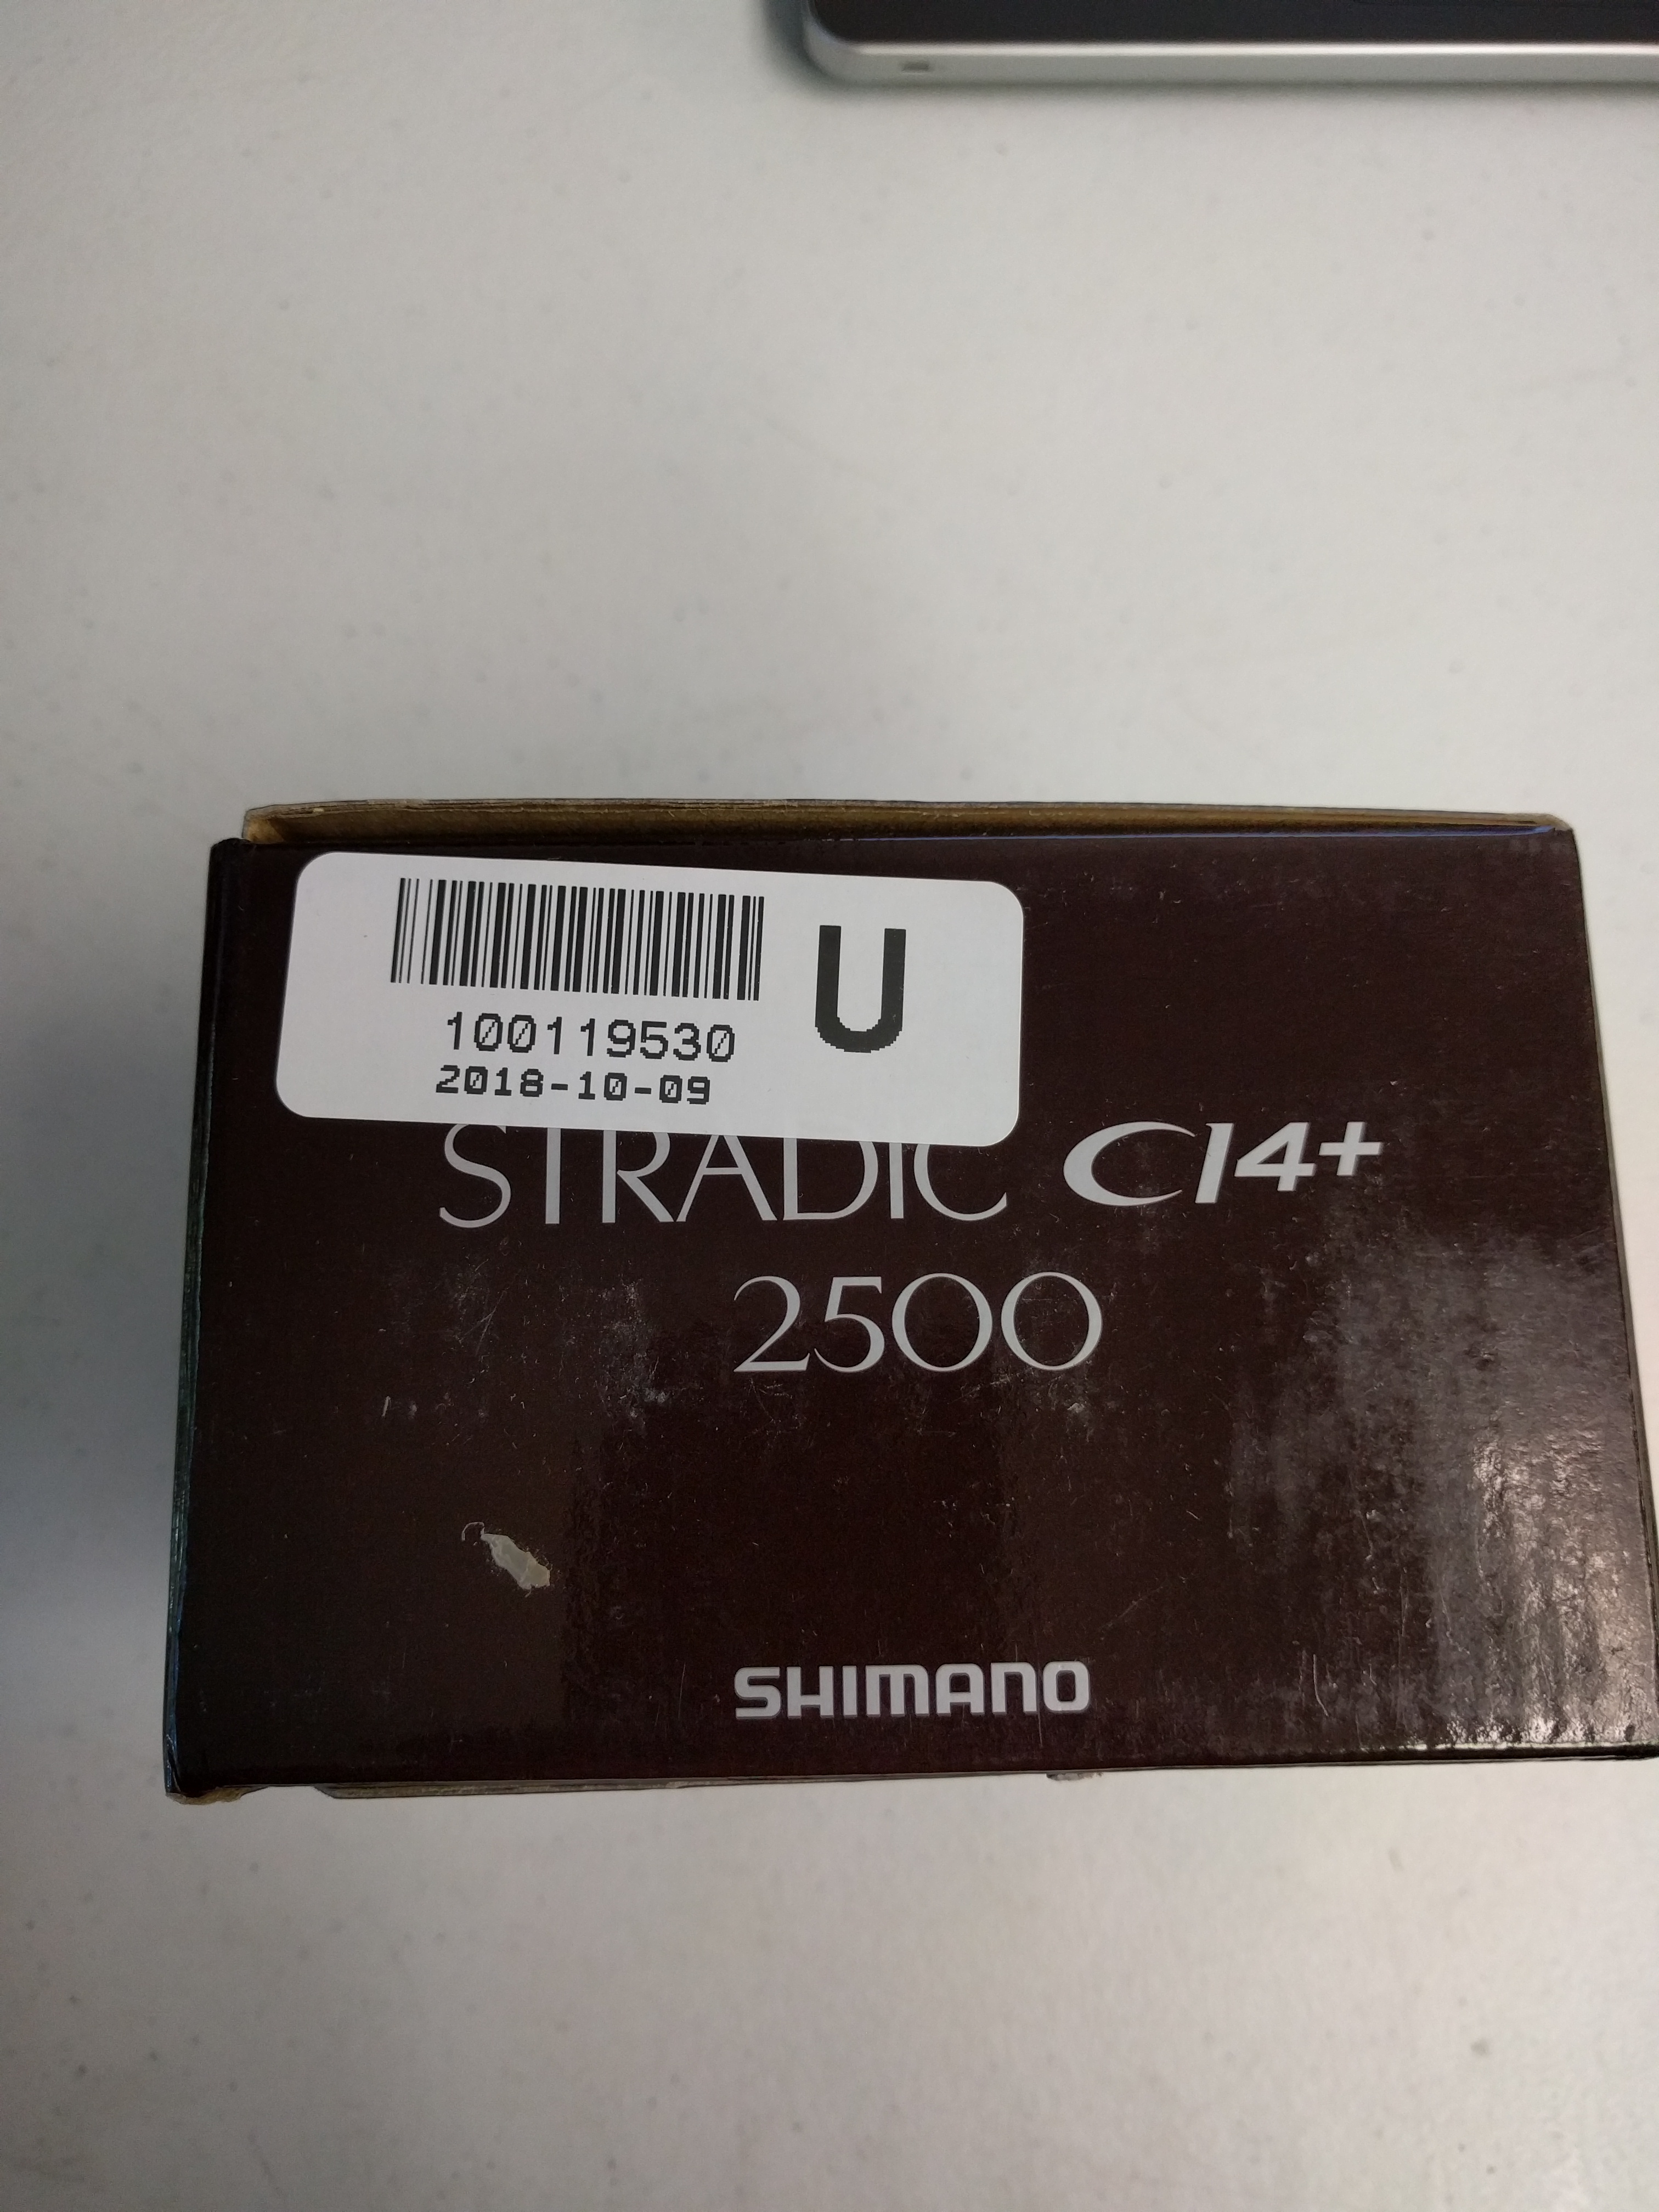 U
100119530
2018-10-09
STRADIC CI4+
2500
SHIMANO